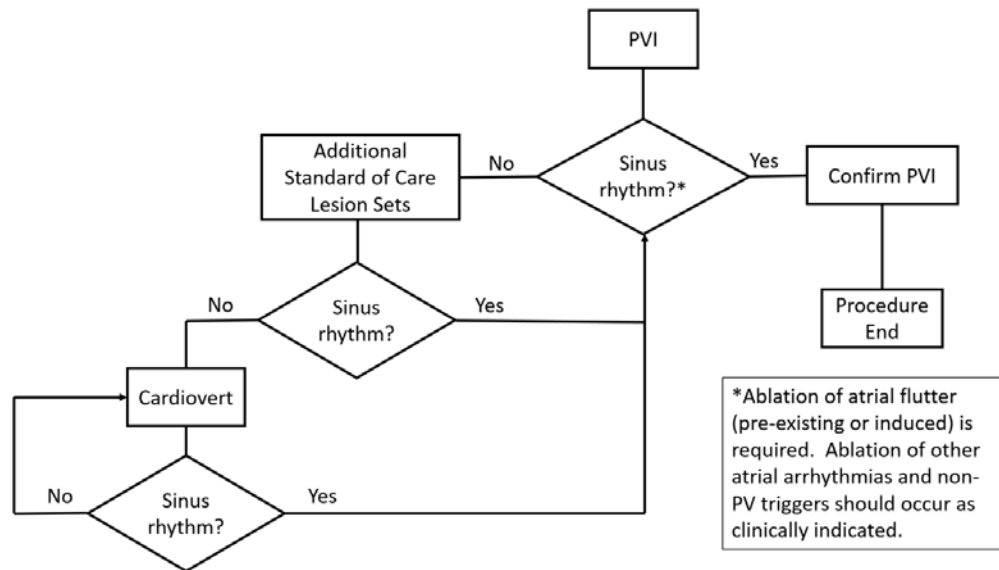 PVI
No
Sinus
rhythm?*
Yes
Additional
Standard of Care
Lesion Sets
Confirm PVI
No
Sinus
rhythm?
Yes
Procedure
End
Cardiovert
No
Sinus
rhythm?
Yes
*Ablation of atrial flutter
(pre-existing or induced) is
required.  Ablation of other
atrial arrhythmias and non-
PV triggers should occur as
clinically indicated.